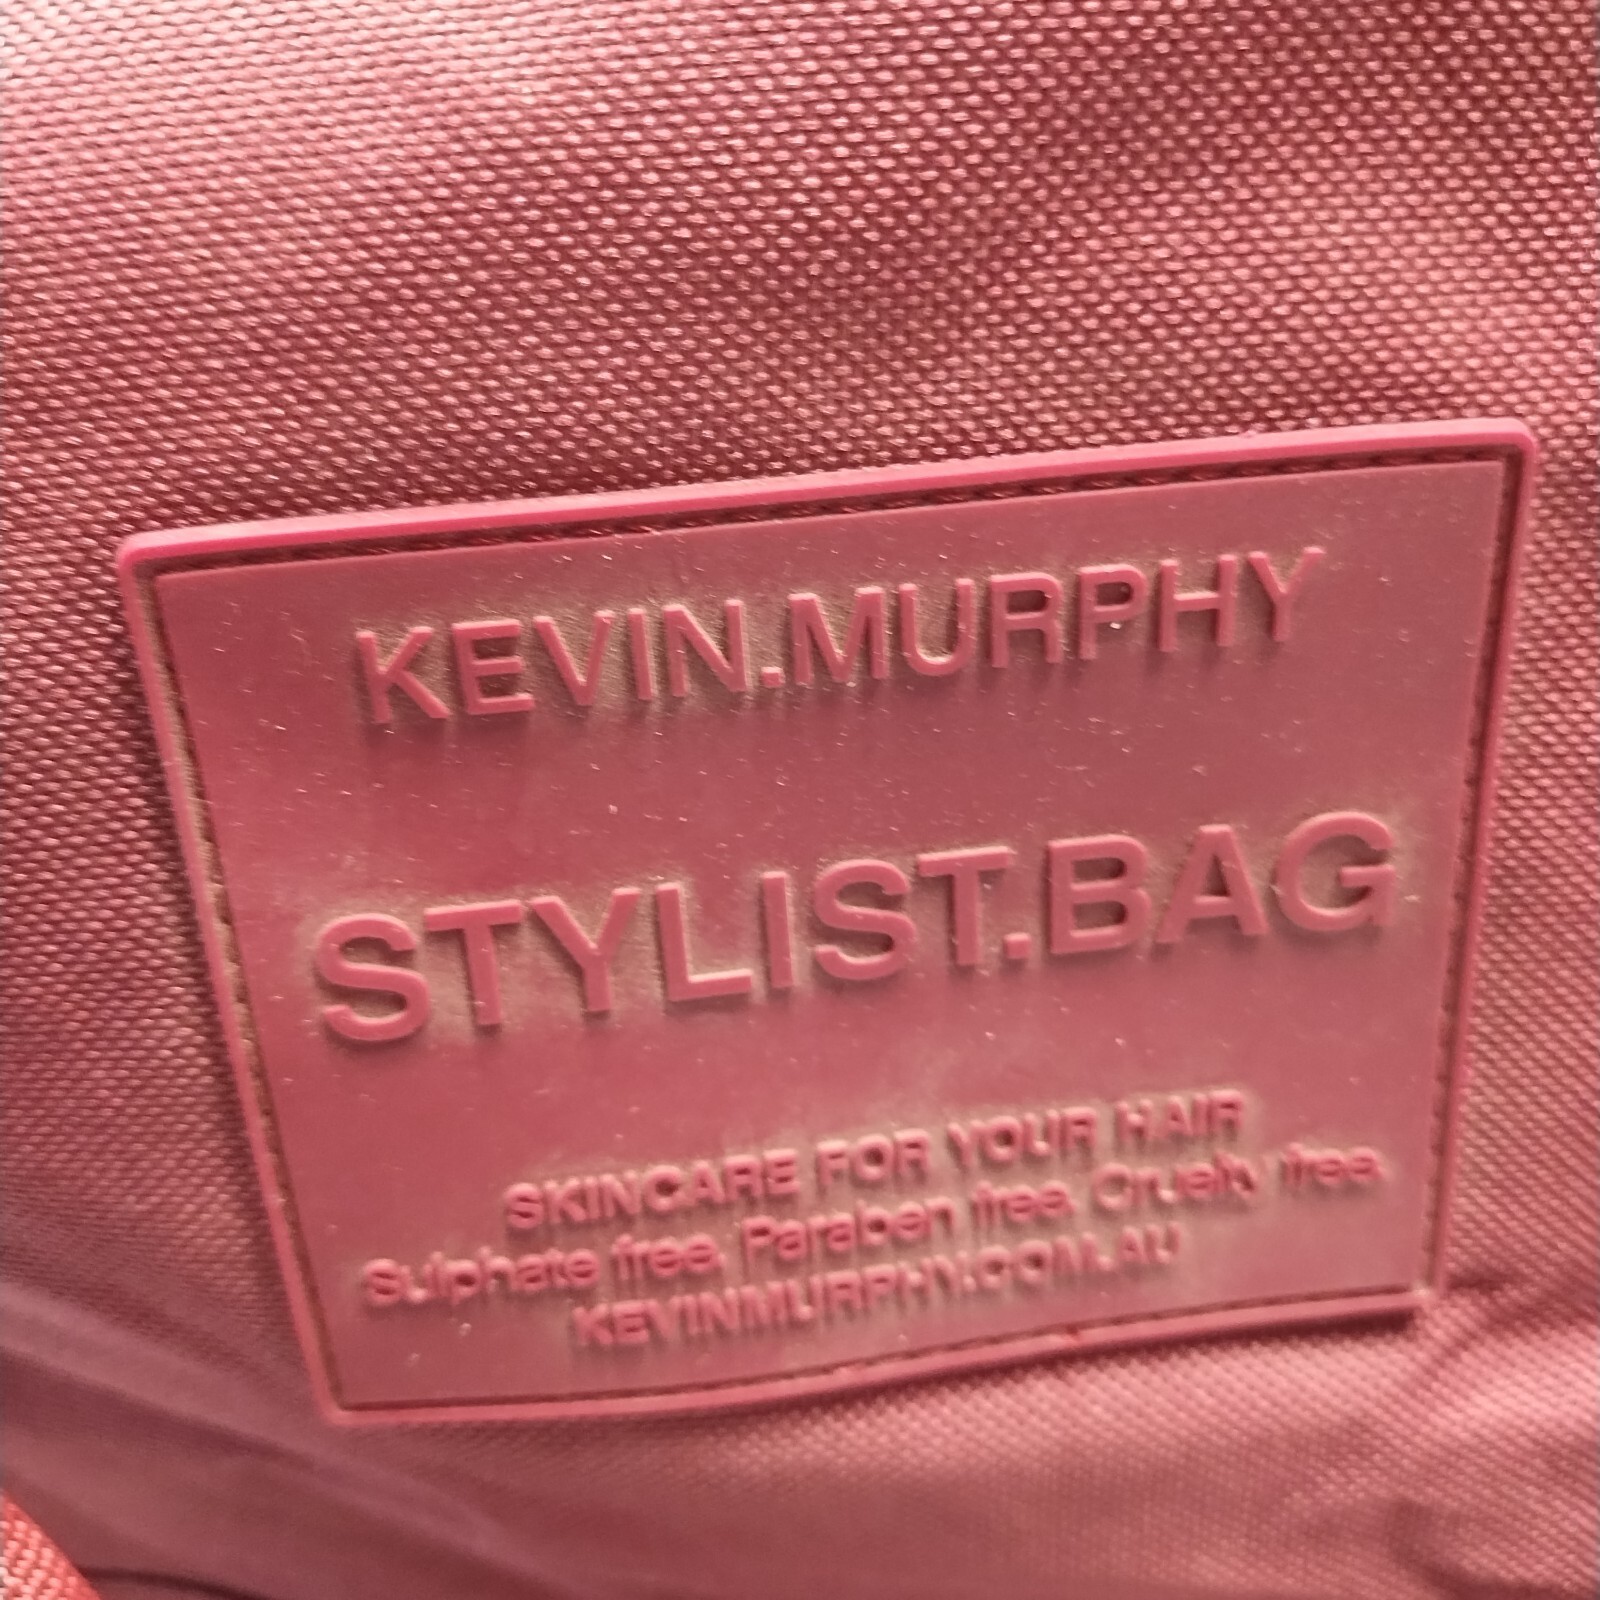 KEVIN.MURPHY
STYLIST.BAG
SKINCARE FOR YOUR HAIR
Sulphate free. Paraben free. Cruelty free.
KEVINMURPHY.COM.AU